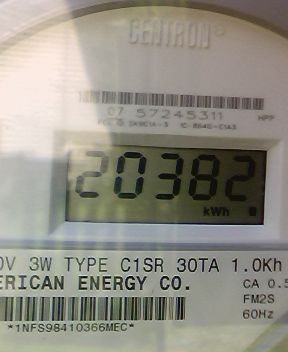 CENTRON®
07 57245311
HPP
20382
kWh
0V 3W TYPE C1SR 30TA 1.0Kh
ERICAN ENERGY CO.
CA 0.5
FM2S
60Hz
*1NFS98410366MEC*